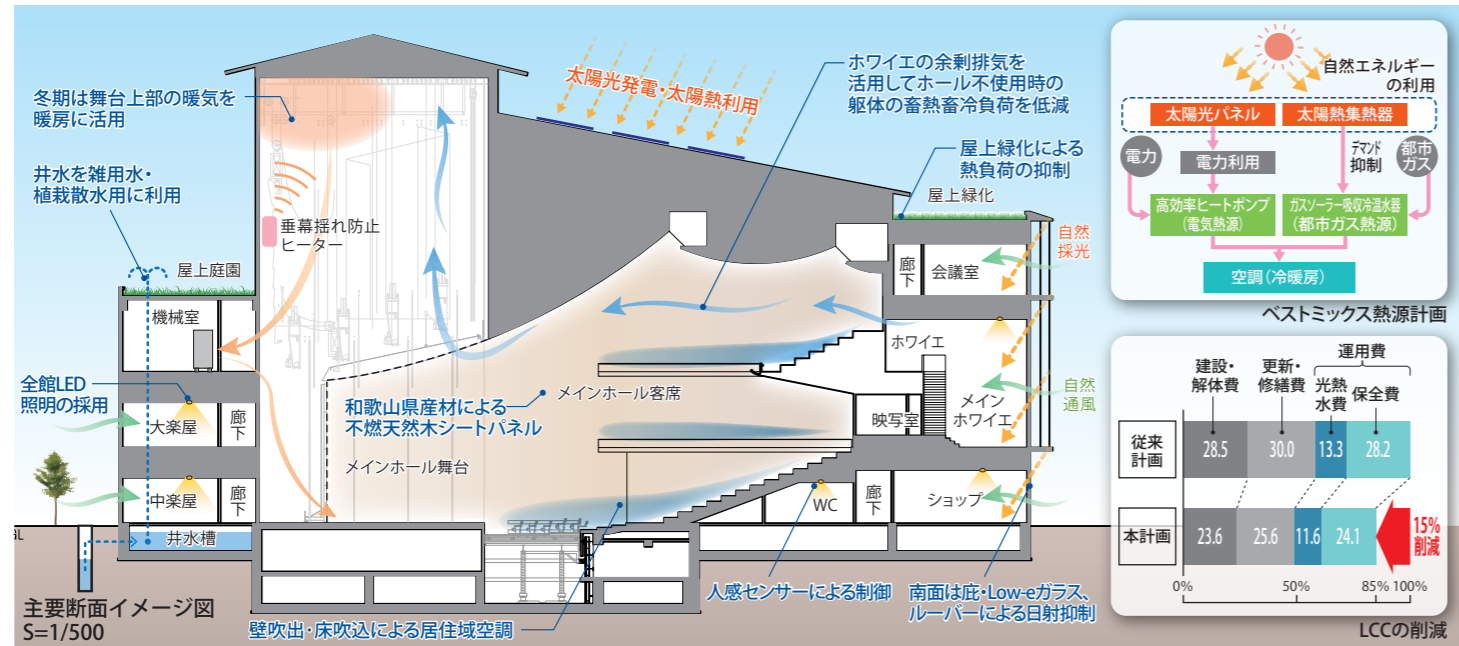 冬期は舞台上部の暖気を
暖房に活用
井水を雑用水・
植栽散水用に利用
屋上庭園
機械室
全館LED
照明の採用
大楽屋
廊下
中楽屋
廊下
井水槽
GL
主要断面イメージ図
S=1/500
垂幕揺れ防止
ヒーター
太陽光発電・太陽熱利用
ホワイエの余剰排気を
活用してホール不使用時の
躯体の畜熱畜冷負荷を低減
屋上緑化による
熱負荷の抑制
屋上緑化
自然
採光
廊下
会議室
ホワイエ
メインホール客席
和歌山県産材による
不燃天然木シートパネル
メインホール舞台
映写室
メイン
ホワイエ
自然
通風
WC
廊下
ショップ
壁吹出・床吹込による居住域空調
人感センサーによる制御
南面は庇・Low-eガラス、
ルーバーによる日射抑制
自然エネルギー
の利用
太陽光パネル
太陽熱集熱器
電力
電力利用
デマンド
抑制
都市
ガス
高効率ヒートポンプ
(電気熱源)
ガスソーラー吸収冷温水器
(都市ガス熱源)
空調(冷暖房)
ベストミックス熱源計画
運用費
建設・
解体費
更新・
修繕費
光熱
水費
保全費
従来
計画
28.5
30.0
13.3
28.2
本計画
23.6
25.6
11.6
24.1
15%
削減
0%
50%
85%
100%
LCCの削減